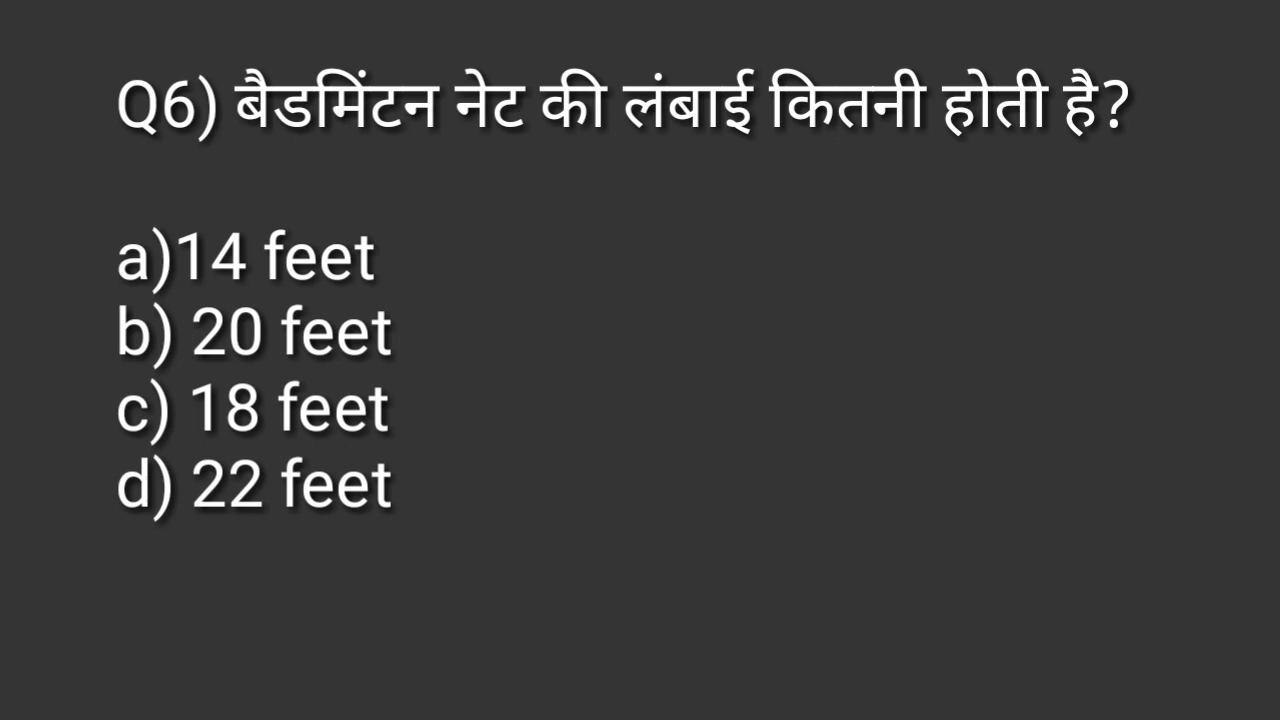 Q6) बैडमिंटन नेट की लंबाई कितनी होती है?
a)14 feet
b) 20 feet
c) 18 feet
d) 22 feet